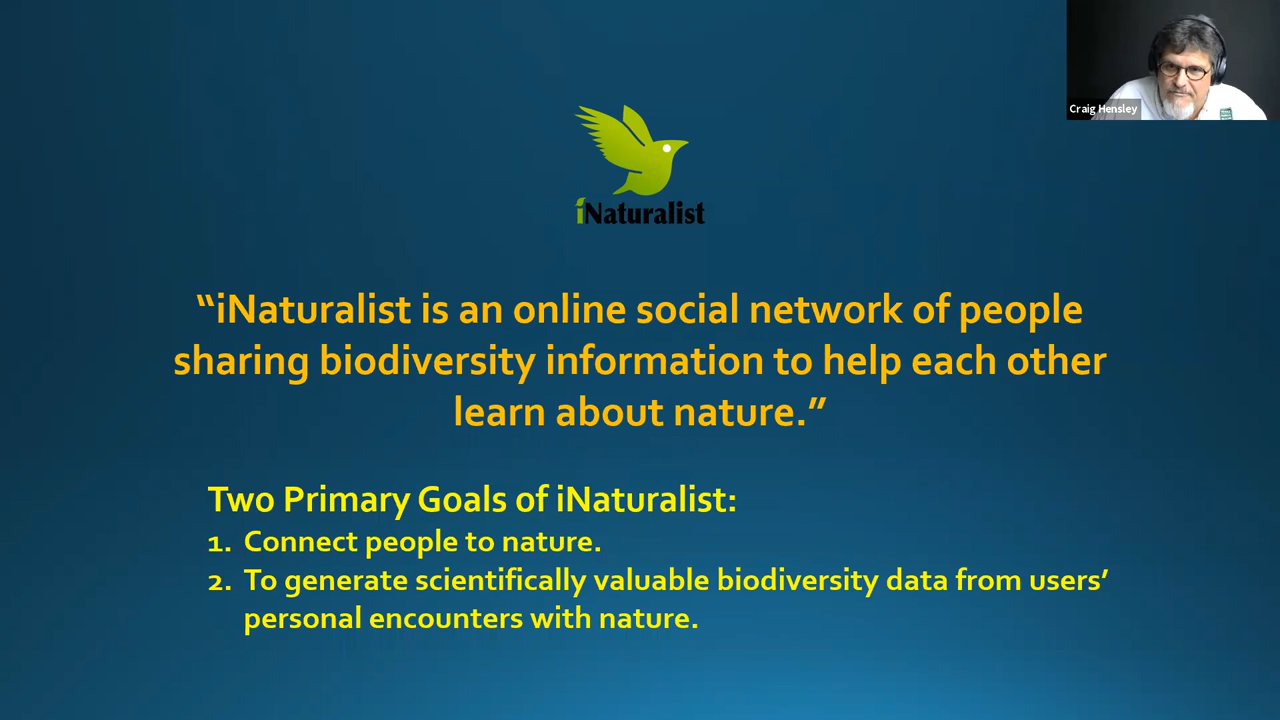 Craig Hensley
iNaturalist
“iNaturalist is an online social network of people
sharing biodiversity information to help each other
learn about nature.”
Two Primary Goals of iNaturalist:
1. Connect people to nature.
2. To generate scientifically valuable biodiversity data from users’
personal encounters with nature.